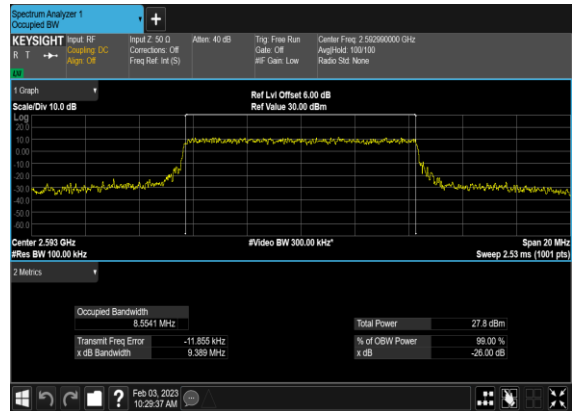 Spectrum Analyzer 1
Occupied BW
+
KEYSIGHT Input: RF Input Z: 50 Ω Atten: 40 dB Trig: Free Run Center Freq: 2.592990000 GHz
R T Coupling: DC Corrections: Off Gate: Off Avg|Hold: 100/100
Align: Off Freq Ref: Int (S) #IF Gain: Low Radio Std: None
1 Graph
Ref Lvl Offset 6.00 dB
Scale/Div 10.0 dB Ref Value 30.00 dBm
Log
20.0
10.0
0.00
-10.0
-20.0
-30.0
-40.0
-50.0
-60.0
Center 2.593 GHz #Video BW 300.00 kHz* Span 20 MHz
#Res BW 100.00 kHz Sweep 2.53 ms (1001 pts)
2 Metrics
Occupied Bandwidth
8.5541 MHz Total Power 27.8 dBm
Transmit Freq Error -11.855 kHz % of OBW Power 99.00 %
x dB Bandwidth 9.389 MHz x dB -26.00 dB
? Feb 03, 2023
10:29:37 AM